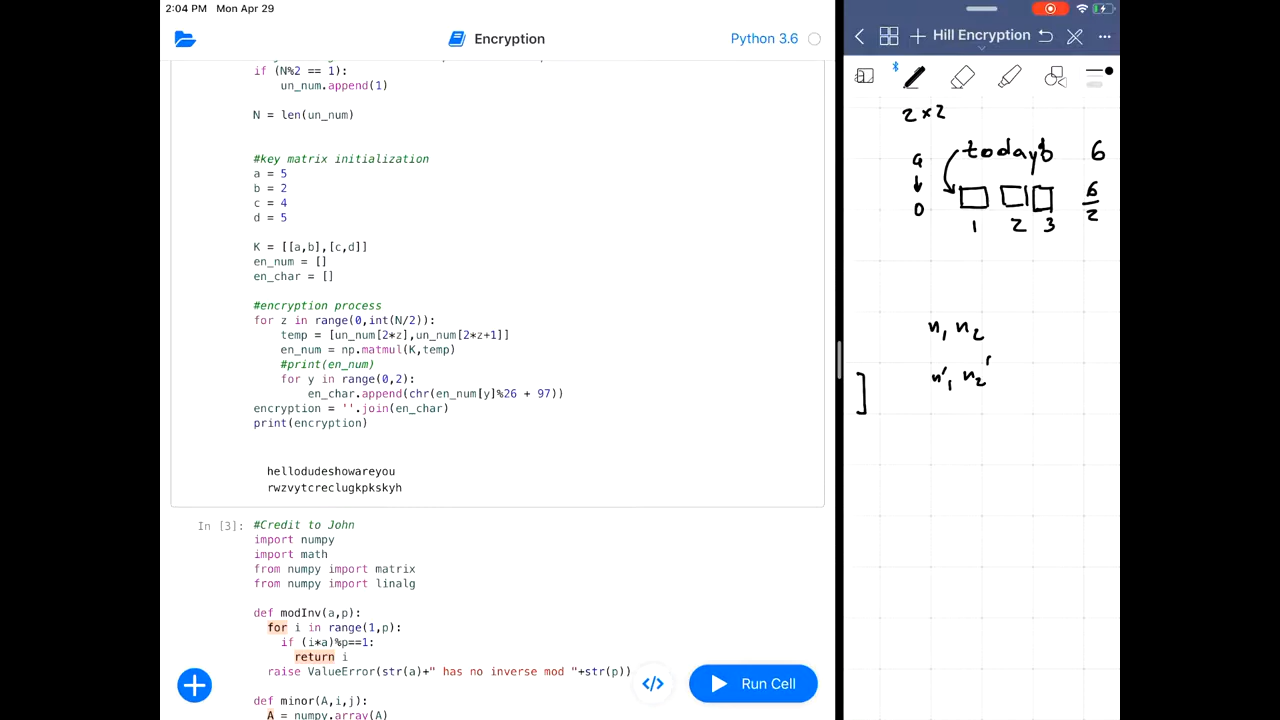 2:04 PM Mon Apr 29
Encryption
Python 3.6
if (N%2 == 1):
un_num.append(1)
N = len(un_num)
#key matrix initialization
a = 5
b = 2
c = 4
d = 5
K = [[a,b],[c,d]]
en_num = []
en_char = []
#encryption process
for z in range(0,int(N/2)):
temp = [un_num[2*z],un_num[2*z+1]]
en_num = np.matmul(K,temp)
#print(en_num)
for y in range(0,2):
en_char.append(chr(en_num[y]%26 + 97))
encryption = ''.join(en_char)
print(encryption)
hellodudeshowareyou
rwzvytcreclugkpkskyh
In [3]: #Credit to John
import numpy
import math
from numpy import matrix
from numpy import linalg
def modInv(a,p):
for i in range(1,p):
if (i*a)%p==1:
return i
raise ValueError(str(a)+" has no inverse mod "+str(p))
def minor(A,i,j):
A = numpy.array(A)
</> Run Cell
Hill Encryption
2 x 2
todayb 6
a
0
6
2
1 2 3
n, n2
n', n2'
]